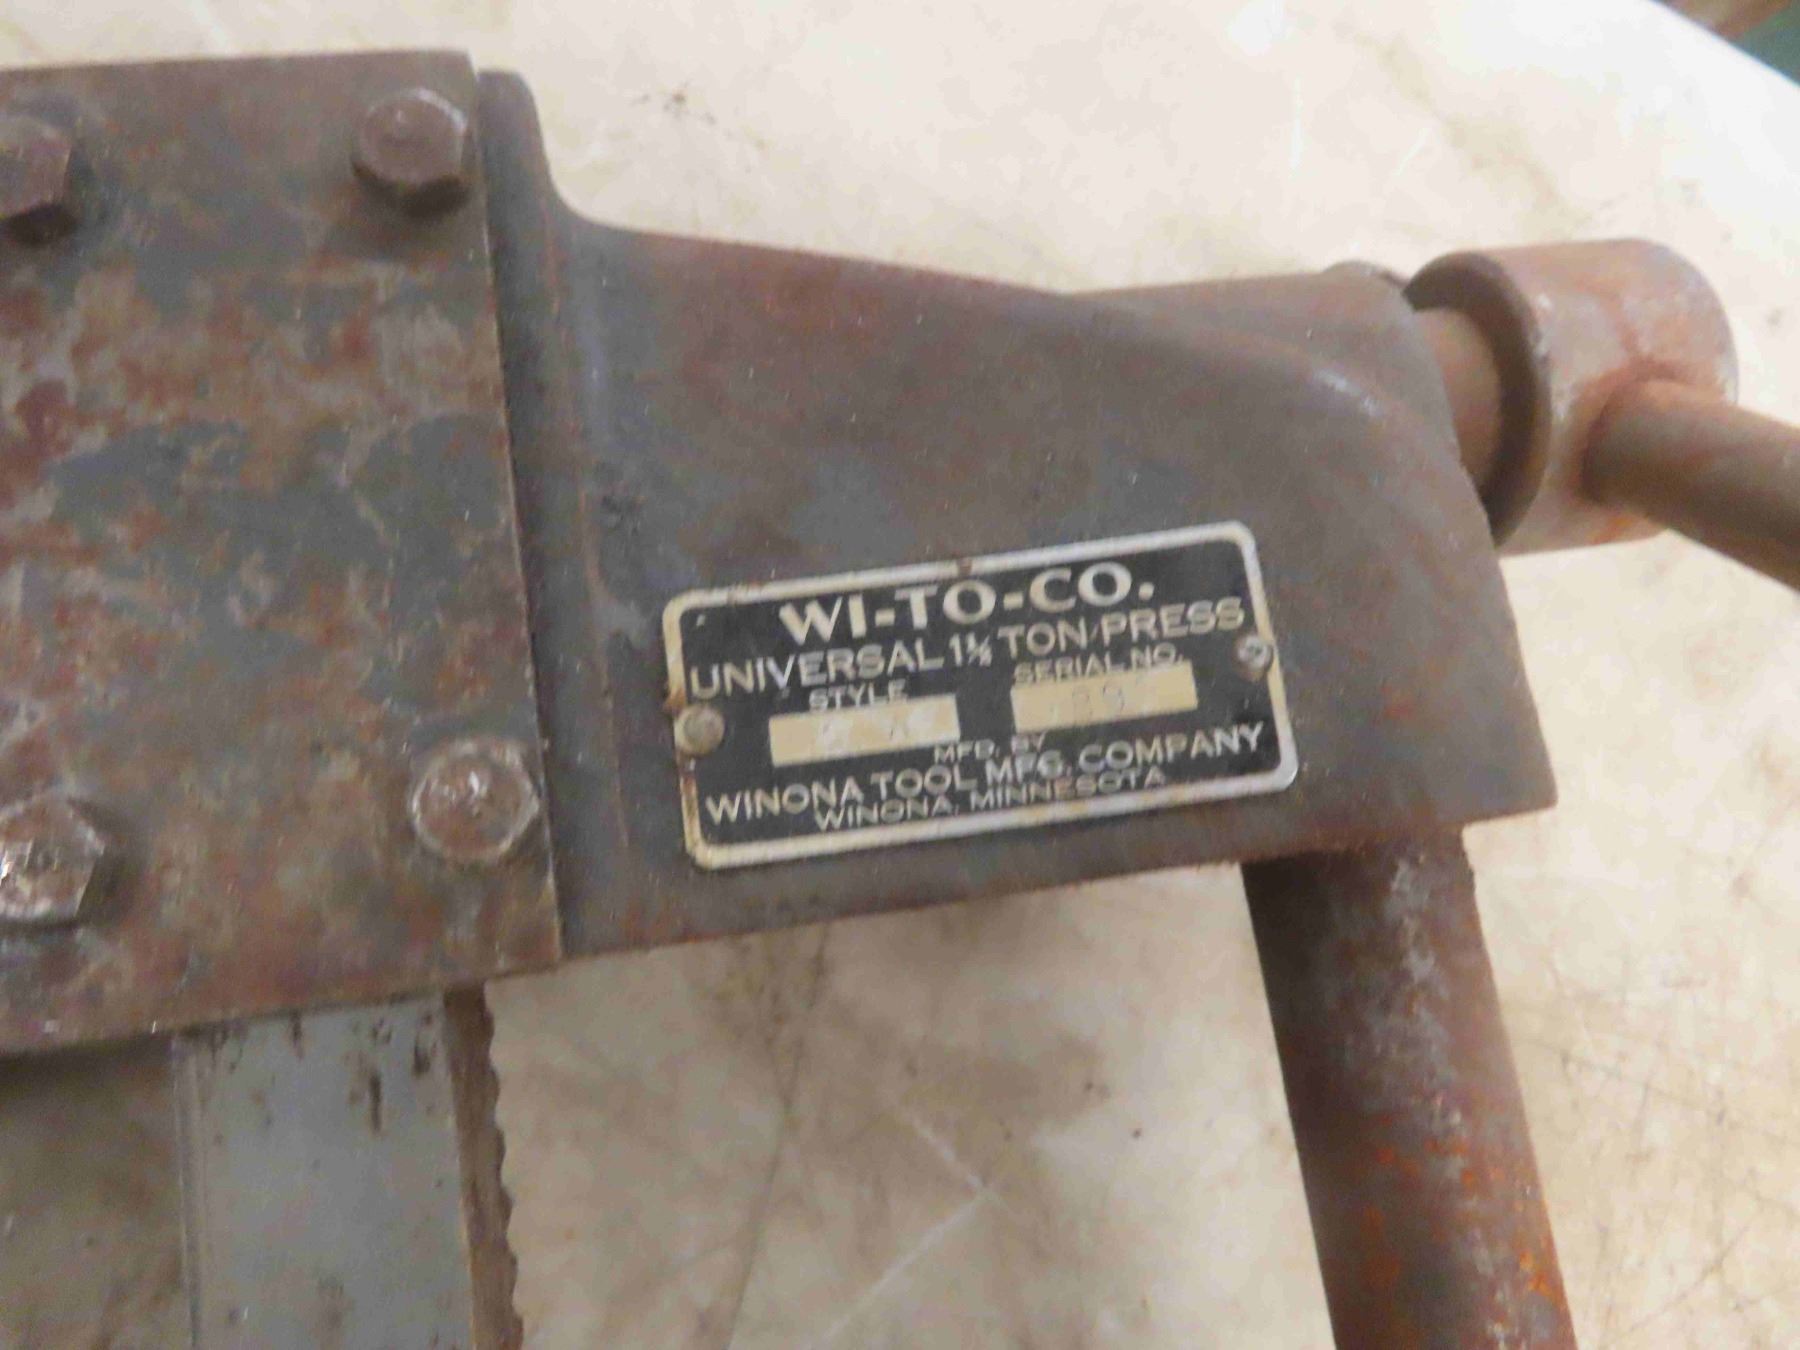 WI-TO-CO.
UNIVERSAL 1½ TON PRESS
STYLE SERIAL NO.
MFD. BY
WINONA TOOL MFG. COMPANY
WINONA, MINNESOTA